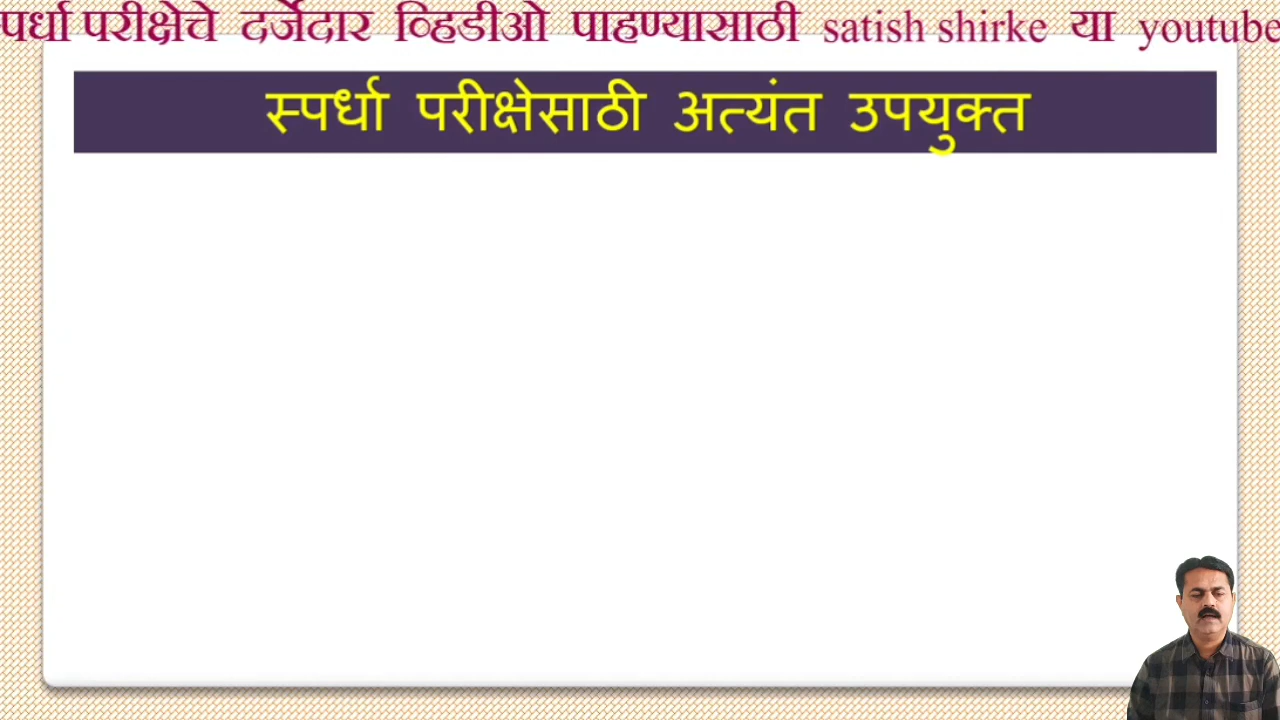 पर्धा परीक्षेचे दर्जेदार व्हिडीओ पाहण्यासाठी satish shirke या youtube
स्पर्धा परीक्षेसाठी अत्यंत उपयुक्त